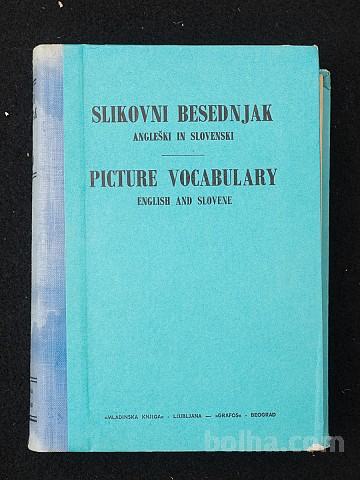 SLIKOVNI BESEDNJAK
ANGLEŠKI IN SLOVENSKI
PICTURE VOCABULARY
ENGLISH AND SLOVENE
»MLADINSKA KNJIGA« - LJUBLJANA — »GRAFOS« - BEOGRAD
bolha.com